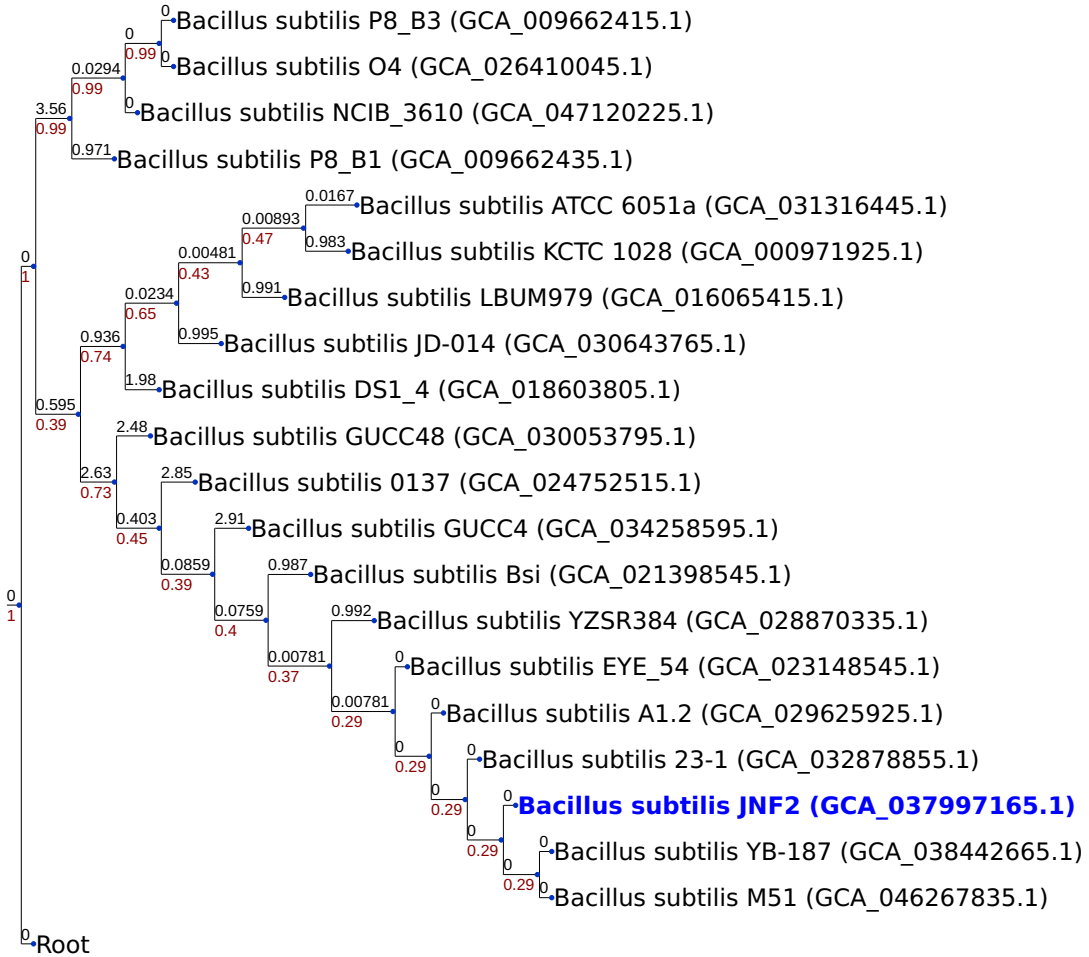 0
Bacillus subtilis P8_B3 (GCA_009662415.1)
0
0.99
0
Bacillus subtilis O4 (GCA_026410045.1)
0.0294
0.99
0
Bacillus subtilis NCIB_3610 (GCA_047120225.1)
3.56
0.99
0.971
Bacillus subtilis P8_B1 (GCA_009662435.1)
0.0167
Bacillus subtilis ATCC 6051a (GCA_031316445.1)
0.00893
0.47
0.983
Bacillus subtilis KCTC 1028 (GCA_000971925.1)
0
1
0.00481
0.43
0.991
Bacillus subtilis LBUM979 (GCA_016065415.1)
0.0234
0.65
0.995
Bacillus subtilis JD-014 (GCA_030643765.1)
0.936
0.74
1.98
Bacillus subtilis DS1_4 (GCA_018603805.1)
0.595
0.39
2.48
Bacillus subtilis GUCC48 (GCA_030053795.1)
2.63
0.73
2.85
Bacillus subtilis 0137 (GCA_024752515.1)
0.403
0.45
2.91
Bacillus subtilis GUCC4 (GCA_034258595.1)
0.0859
0.39
0.987
Bacillus subtilis Bsi (GCA_021398545.1)
0
1
0.0759
0.4
0.992
Bacillus subtilis YZSR384 (GCA_028870335.1)
0.00781
0.37
0
Bacillus subtilis EYE_54 (GCA_023148545.1)
0.00781
0.29
0
Bacillus subtilis A1.2 (GCA_029625925.1)
0
0.29
0
Bacillus subtilis 23-1 (GCA_032878855.1)
0
0.29
0
Bacillus subtilis JNF2 (GCA_037997165.1)
0
0.29
0
Bacillus subtilis YB-187 (GCA_038442665.1)
0
0.29
0
Bacillus subtilis M51 (GCA_046267835.1)
0
Root